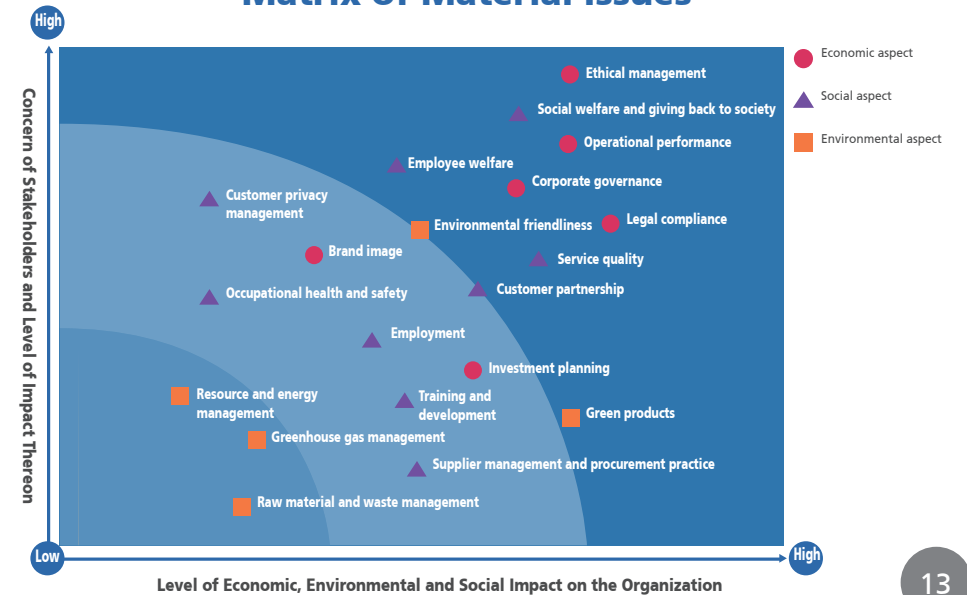 Matrix of Material Issues
High
Concern of Stakeholders and Level of Impact Thereon
Ethical management
Social welfare and giving back to society
Operational performance
Employee welfare
Corporate governance
Customer privacy
management
Legal compliance
Environmental friendliness
Brand image
Service quality
Customer partnership
Occupational health and safety
Employment
Investment planning
Resource and energy
management
Training and
development
Green products
Greenhouse gas management
Supplier management and procurement practice
Raw material and waste management
Low
High
Level of Economic, Environmental and Social Impact on the Organization
Economic aspect
Social aspect
Environmental aspect
13